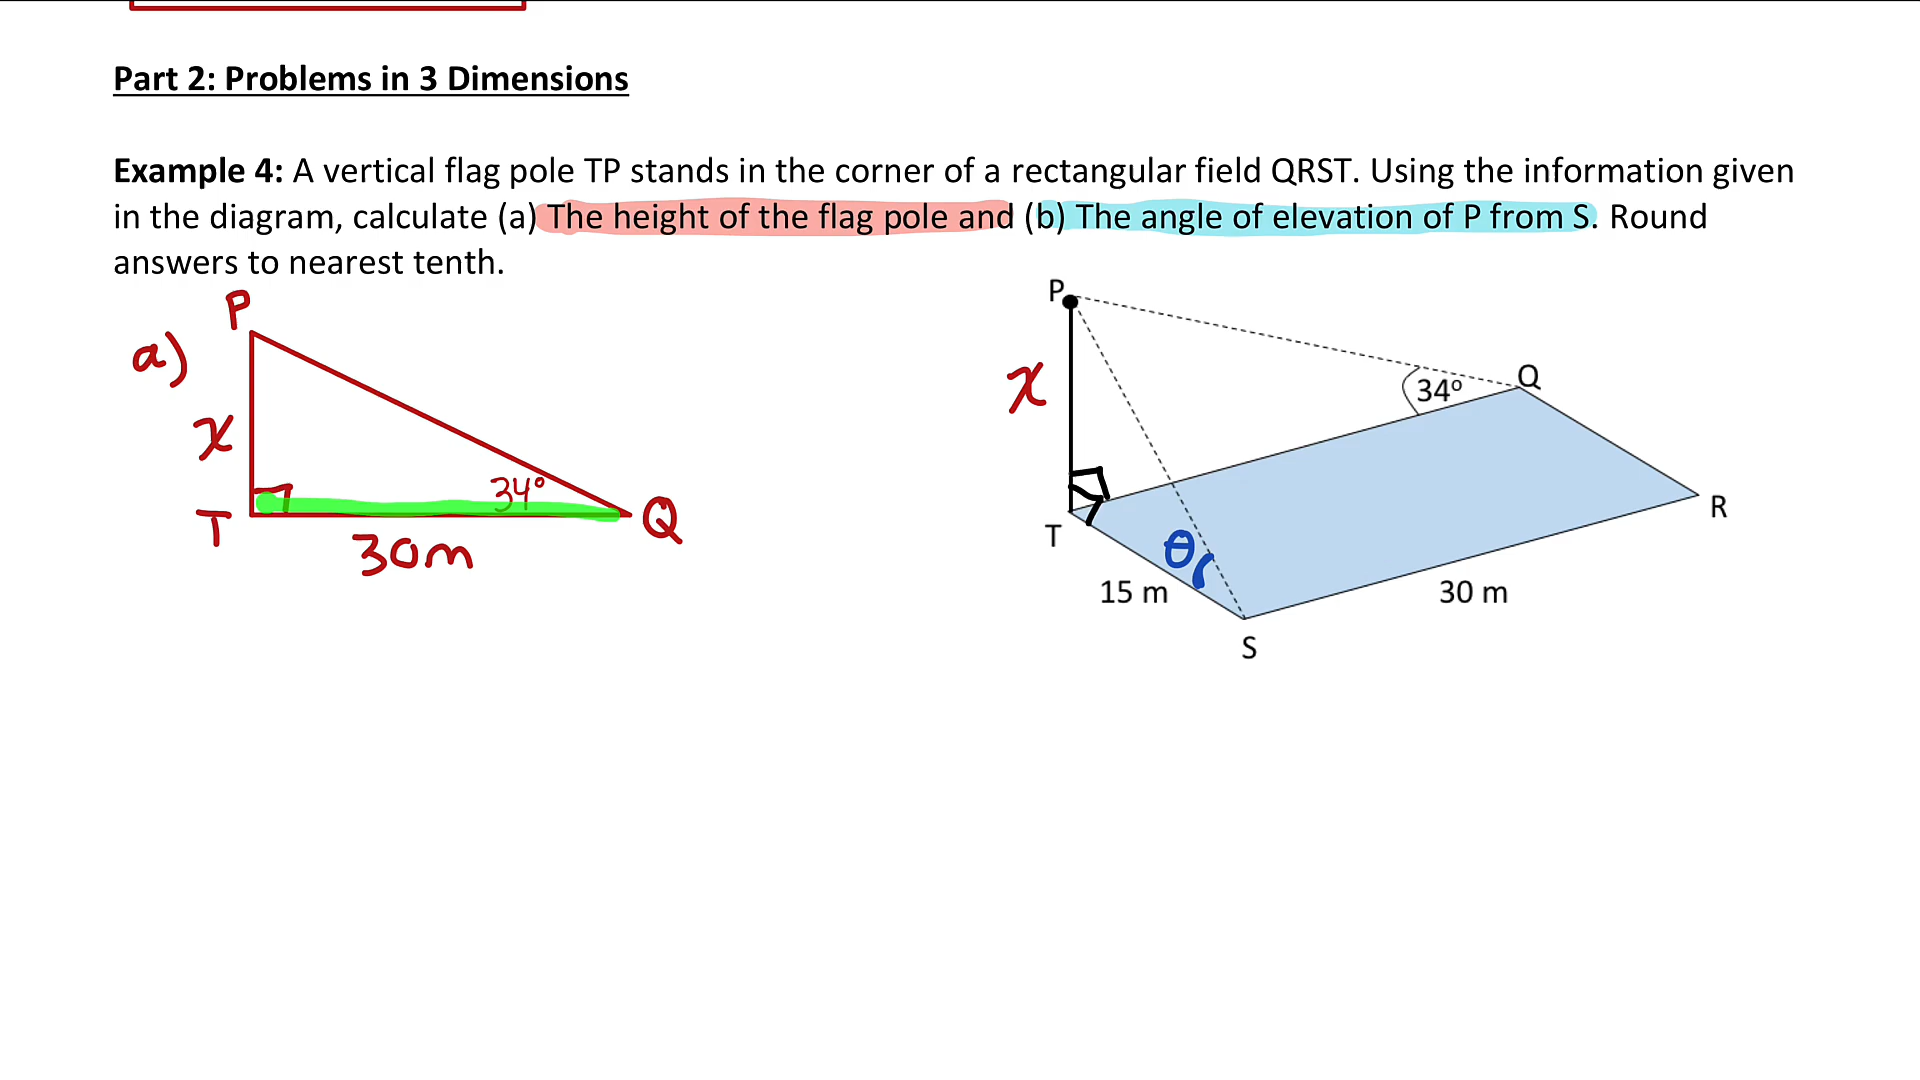 Part 2: Problems in 3 Dimensions
Example 4: A vertical flag pole TP stands in the corner of a rectangular field QRST. Using the information given
in the diagram, calculate (a) The height of the flag pole and (b) The angle of elevation of P from S. Round
answers to nearest tenth.
a)
P
x
T
34°
Q
30m
P
x
34º
Q
T
θ
15 m
30 m
R
S